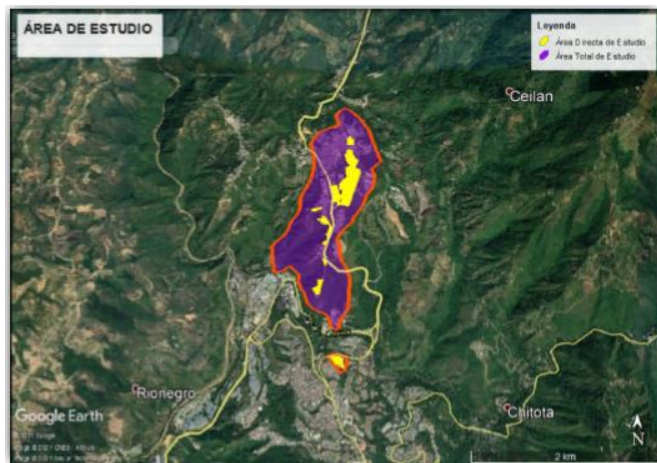 ÁREA DE ESTUDIO
Leyenda
Área Directa de Estudio
Área Total de Estudio
Ceilan
Rionegro
Chitota
Google Earth
N
2 km